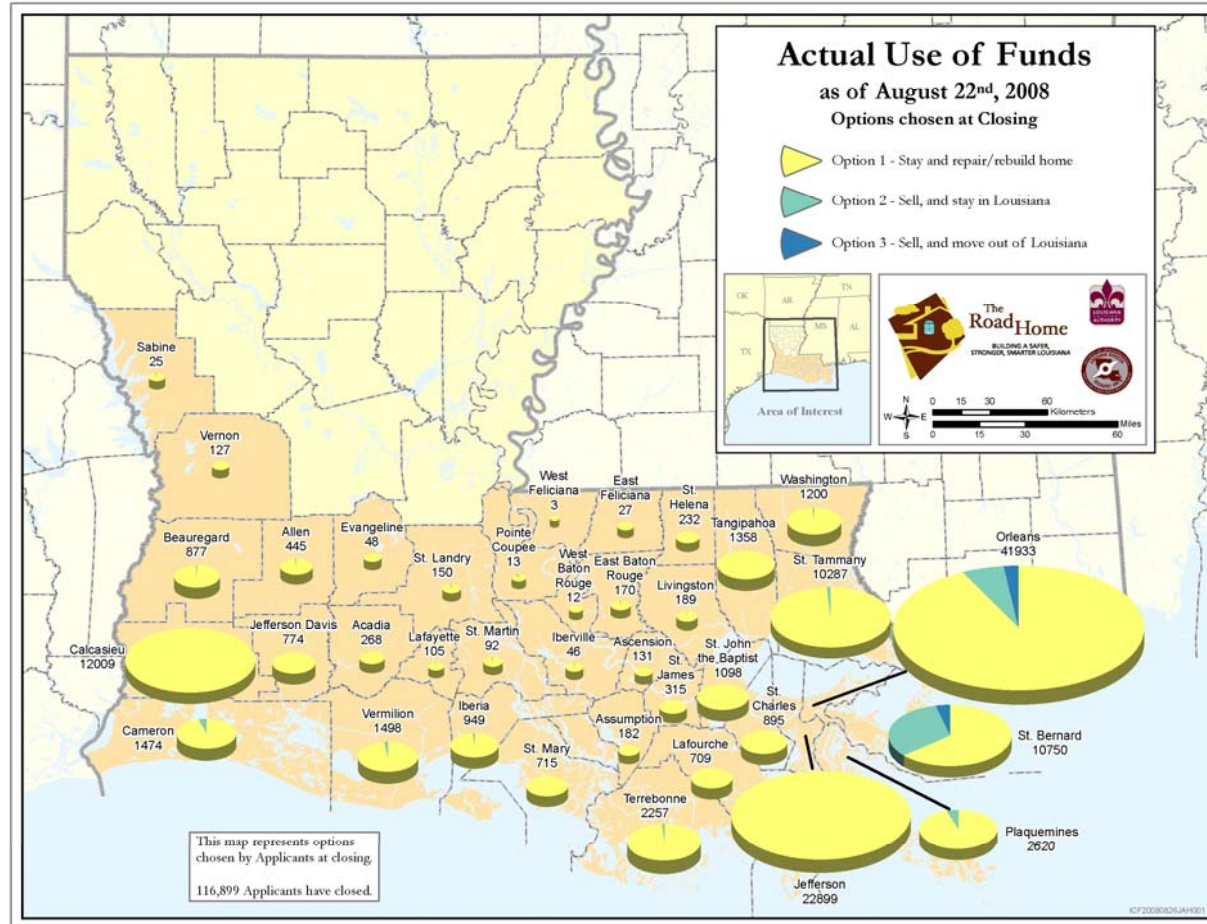 Actual Use of Funds
as of August 22nd, 2008
Options chosen at Closing
Option 1 - Stay and repair/rebuild home
Option 2 - Sell, and stay in Louisiana
Option 3 - Sell, and move out of Louisiana
OK
AR
TN
MS
AL
TX
Area of Interest
The
Road Home
BUILDING A SAFER,
STRONGER, SMARTER LOUISIANA
LOUISIANA
AUTHORITY
N
W
E
S
0 15 30 60
Kilometers
0 15 30 60
Miles
Sabine
25
Vernon
127
Beauregard
877
Allen
445
Evangeline
48
St. Landry
150
Pointe
Coupee
13
West
Feliciana
3
East
Feliciana
27
St.
Helena
232
Tangipahoa
1358
Washington
1200
St. Tammany
10287
Orleans
41933
West
Baton
Rouge
12
East Baton
Rouge
170
Livingston
189
Calcasieu
12009
Jefferson Davis
774
Acadia
268
Lafayette
105
St. Martin
92
Iberville
46
Ascension
131
St.
James
315
St. John
the Baptist
1098
St.
Charles
895
St. Bernard
10750
Cameron
1474
Vermilion
1498
Iberia
949
St. Mary
715
Assumption
182
Lafourche
709
Terrebonne
2257
Jefferson
22899
Plaquemines
2620
This map represents options
chosen by Applicants at closing.
116,899 Applicants have closed.
ICF20080826JAH001